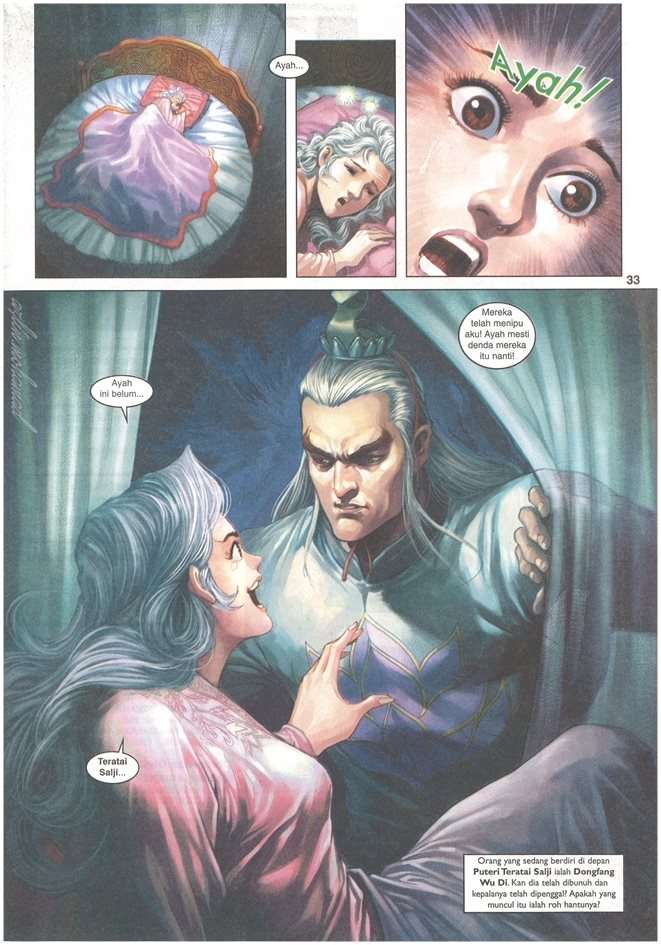 Ayah...
Ayah!
33
Mereka
telah menipu
aku! Ayah mesti
denda mereka
itu nanti!
Ayah
ini belum...
Teratai
Salji...
Orang yang sedang berdiri di depan
Puteri Teratai Salji ialah Dongfang
Wu Di. Kan dia telah dibunuh dan
kepalanya telah dipenggal? Apakah yang
muncul itu ialah roh hantunya?